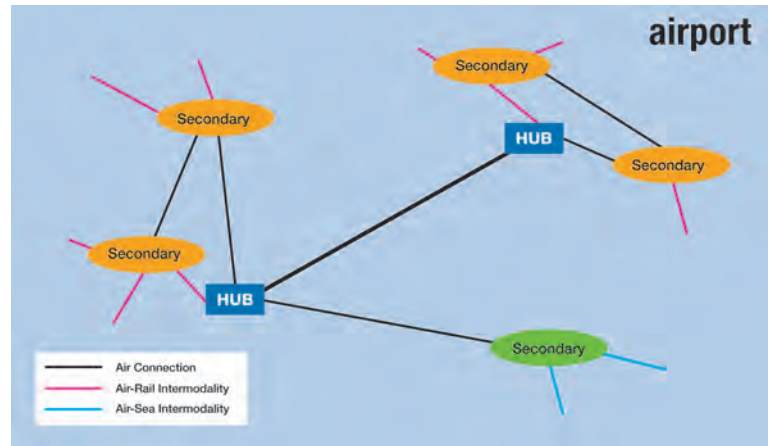 airport
Secondary
Secondary
HUB
Secondary
Secondary
HUB
Secondary
Air Connection
Air-Rail Intermodality
Air-Sea Intermodality